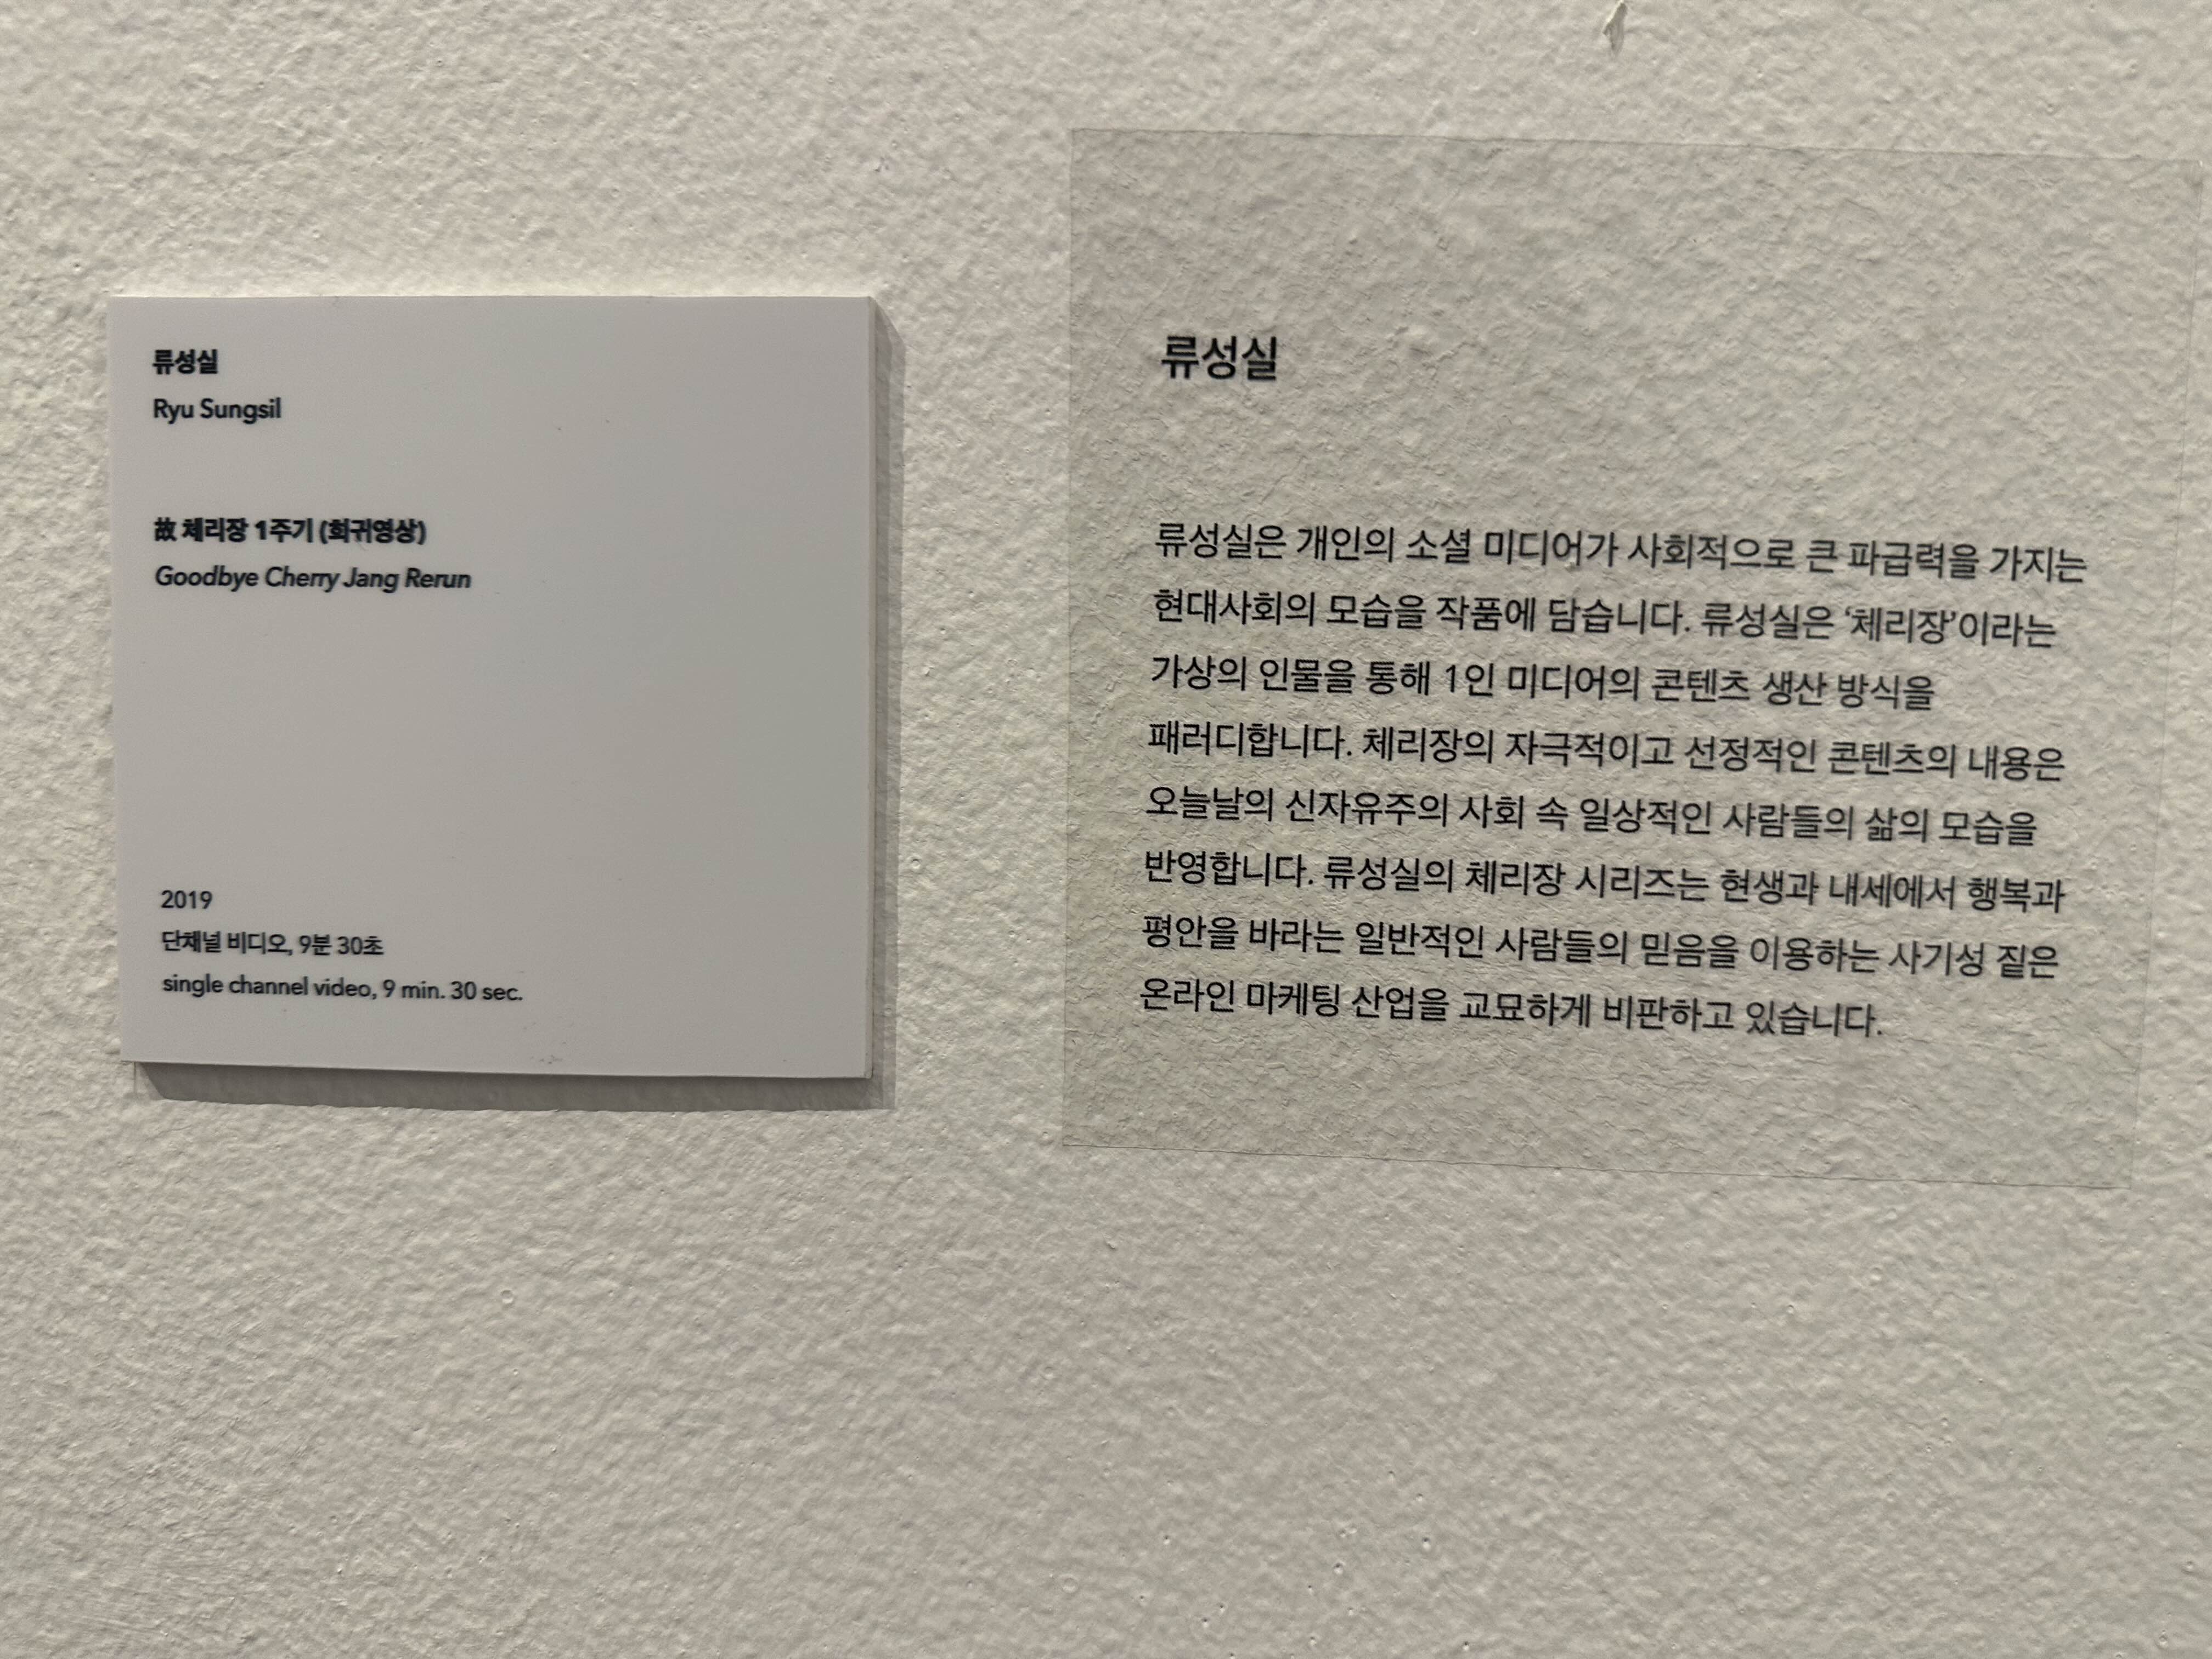 류성실
Ryu Sungsil
故 체리장 1주기 (희귀영상)
Goodbye Cherry Jang Rerun
2019
단채널 비디오, 9분 30초
single channel video, 9 min. 30 sec.
류성실
류성실은 개인의 소셜 미디어가 사회적으로 큰 파급력을 가지는
현대사회의 모습을 작품에 담습니다. 류성실은 ‘체리장’이라는
가상의 인물을 통해 1인 미디어의 콘텐츠 생산 방식을
패러디합니다. 체리장의 자극적이고 선정적인 콘텐츠의 내용은
오늘날의 신자유주의 사회 속 일상적인 사람들의 삶의 모습을
반영합니다. 류성실의 체리장 시리즈는 현생과 내세에서 행복과
평안을 바라는 일반적인 사람들의 믿음을 이용하는 사기성 짙은
온라인 마케팅 산업을 교묘하게 비판하고 있습니다.